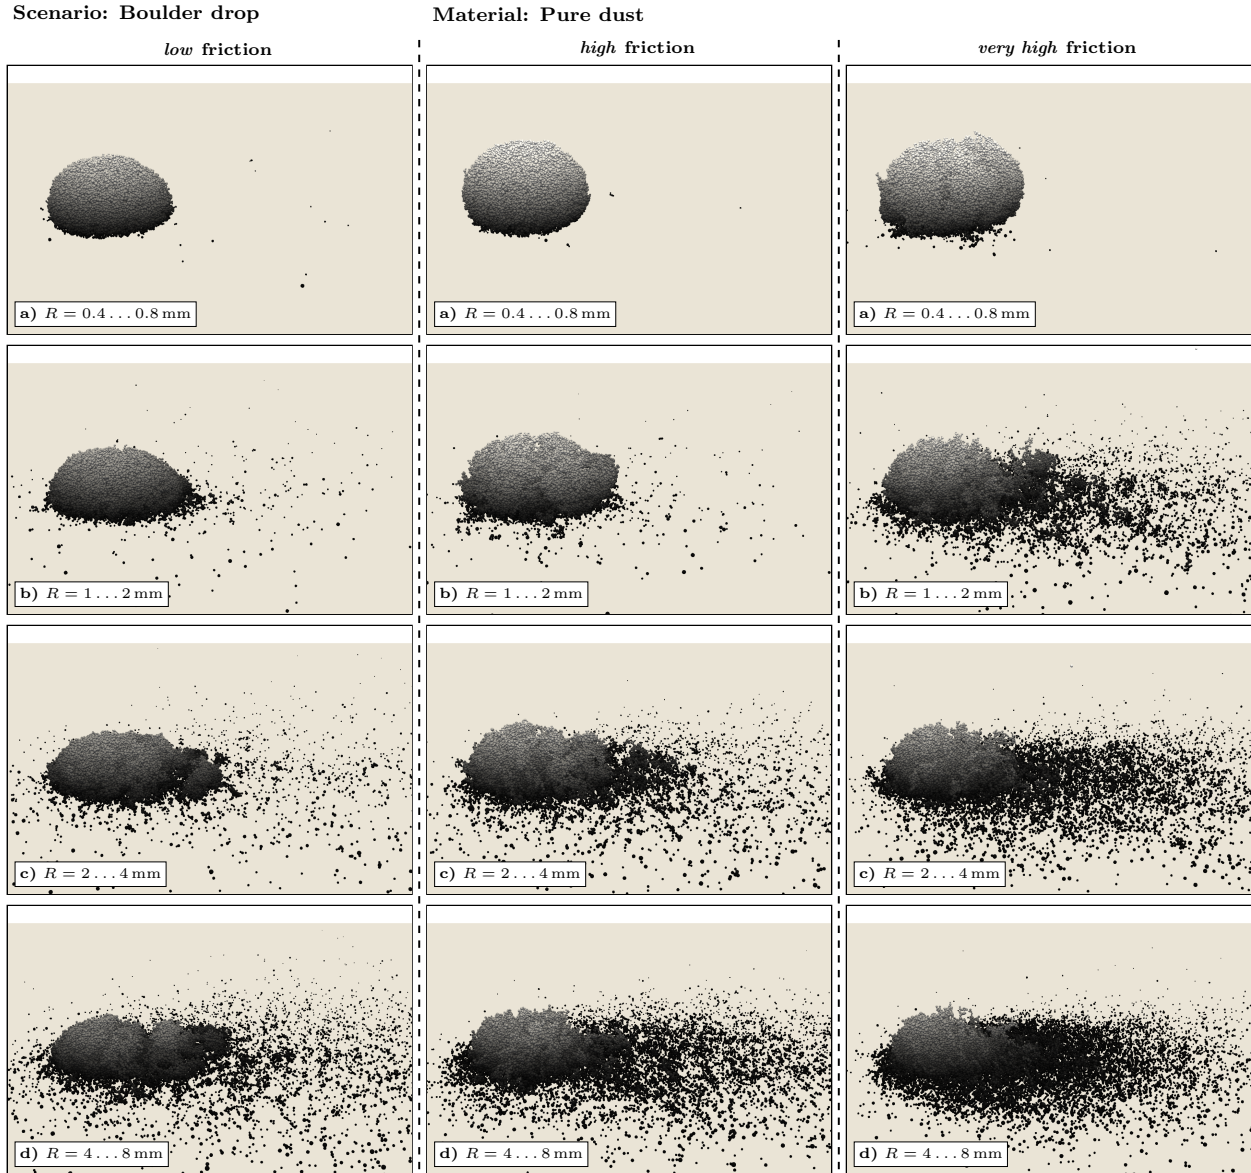 Scenario: Boulder drop Material: Pure dust
low friction high friction very high friction
a) R = 0.4...0.8 mm a) R = 0.4...0.8 mm a) R = 0.4...0.8 mm
b) R = 1...2 mm b) R = 1...2 mm b) R = 1...2 mm
c) R = 2...4 mm c) R = 2...4 mm c) R = 2...4 mm
d) R = 4...8 mm d) R = 4...8 mm d) R = 4...8 mm